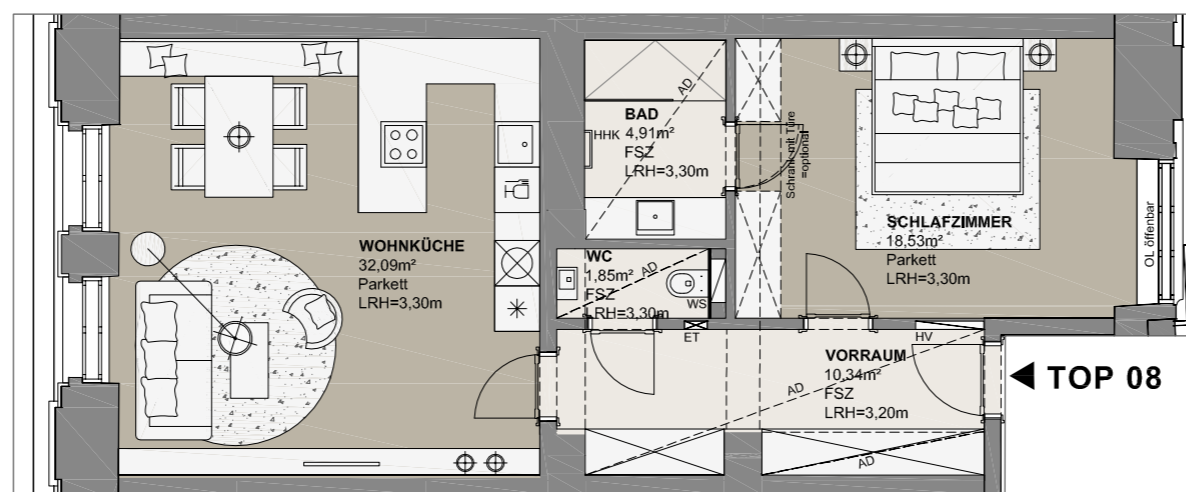 WOHNKÜCHE
32,09m²
Parkett
LRH=3,30m
BAD
4,91m²
FSZ
LRH=3,30m
HHK
AD
Schrank mit Türe
=optional
SCHLAFZIMMER
18,53m²
Parkett
LRH=3,30m
OL öffenbar
WC
1,85m²
FSZ
LRH=3,30m
AD
WS
ET
HV
VORRAUM
10,34m²
FSZ
LRH=3,20m
AD
AD
TOP 08